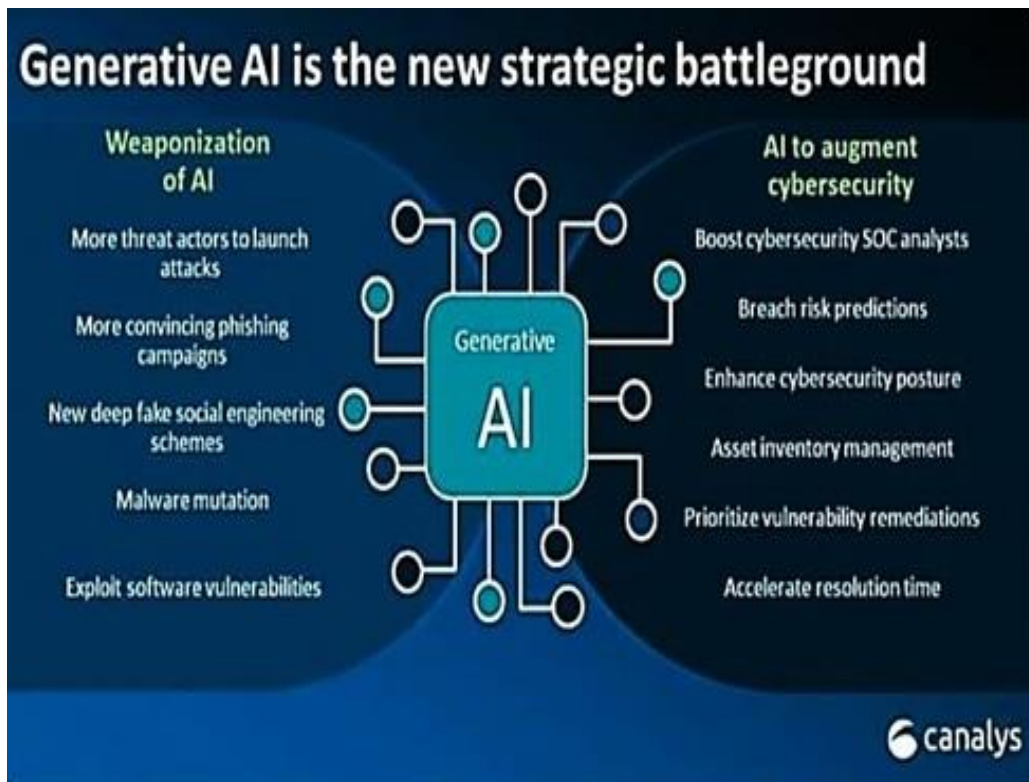 Generative AI is the new strategic battleground
Weaponization
of AI
More threat actors to launch
attacks
More convincing phishing
campaigns
New deep fake social engineering
schemes
Malware mutation
Exploit software vulnerabilities
Generative
AI
AI to augment
cybersecurity
Boost cybersecurity SOC analysts
Breach risk predictions
Enhance cybersecurity posture
Asset inventory management
Prioritize vulnerability remediations
Accelerate resolution time
canalys